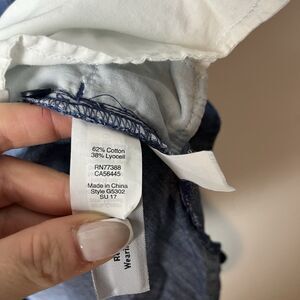 62% Cotton
38% Lyocell
RN77388
CA56445
Made in China
Style G5302
SU 17